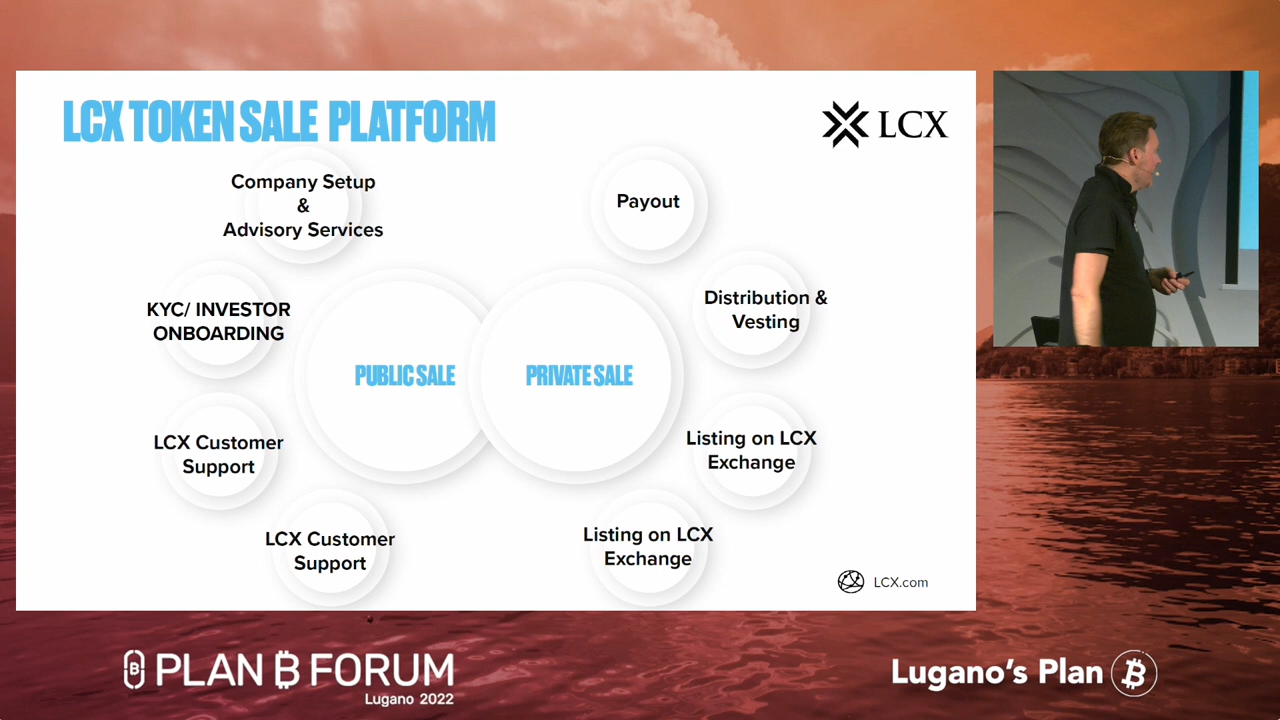 LCX TOKEN SALE PLATFORM
LCX
Company Setup
&
Advisory Services
Payout
KYC/ INVESTOR
ONBOARDING
Distribution &
Vesting
PUBLIC SALE
PRIVATE SALE
LCX Customer
Support
Listing on LCX
Exchange
LCX Customer
Support
Listing on LCX
Exchange
LCX.com
PLAN B FORUM
Lugano 2022
Lugano's Plan B